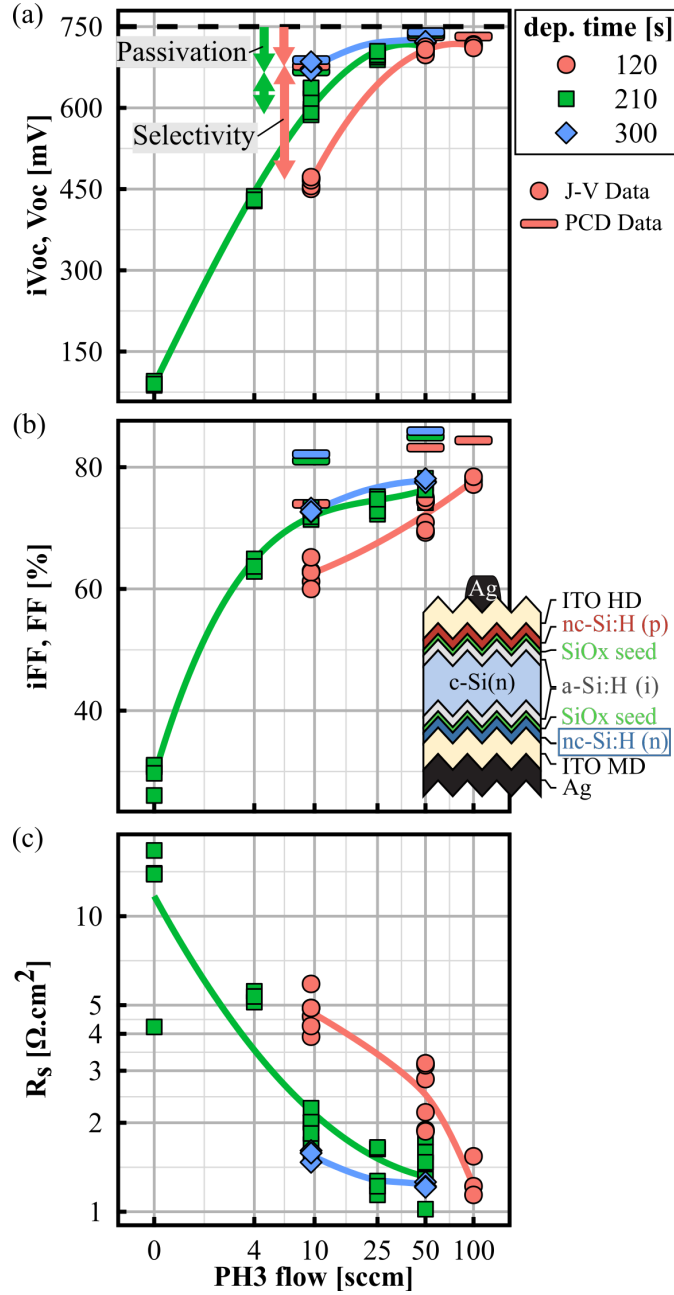 (a)
750
600
450
300
150
iVoc, Voc [mV]
Passivation
Selectivity
dep. time [s]
120
210
300
J-V Data
PCD Data
(b)
80
60
40
iFF, FF [%]
Ag
ITO HD
nc-Si:H (p)
SiOx seed
c-Si(n)
a-Si:H (i)
SiOx seed
nc-Si:H (n)
ITO MD
Ag
(c)
10
5
4
3
2
1
Rs [Ω.cm²]
0 4 10 25 50 100
PH3 flow [sccm]